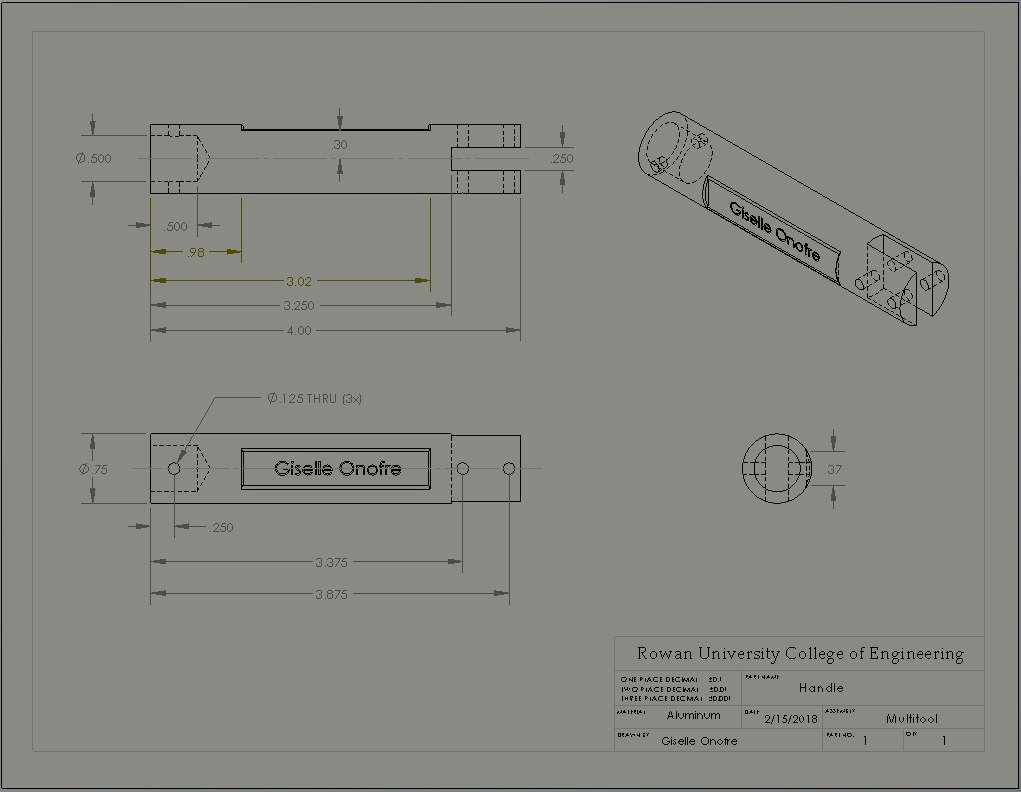 .30
Ø.500
.250
.500
.98
3.02
3.250
4.00
Giselle Onofre
Ø.125 THRU (3x)
Ø.75
Giselle Onofre
.37
.250
3.375
3.875
Rowan University College of Engineering
ONE PLACE DECIMAL ±0.1
TWO PLACE DECIMAL ±0.01
THREE PLACE DECIMAL ±0.001
PART NAME
Handle
MATERIAL
Aluminum
DATE
2/15/2018
ASSEMBLY
Multitool
DRAWN BY
Giselle Onofre
PART NO.
1
QTY
1